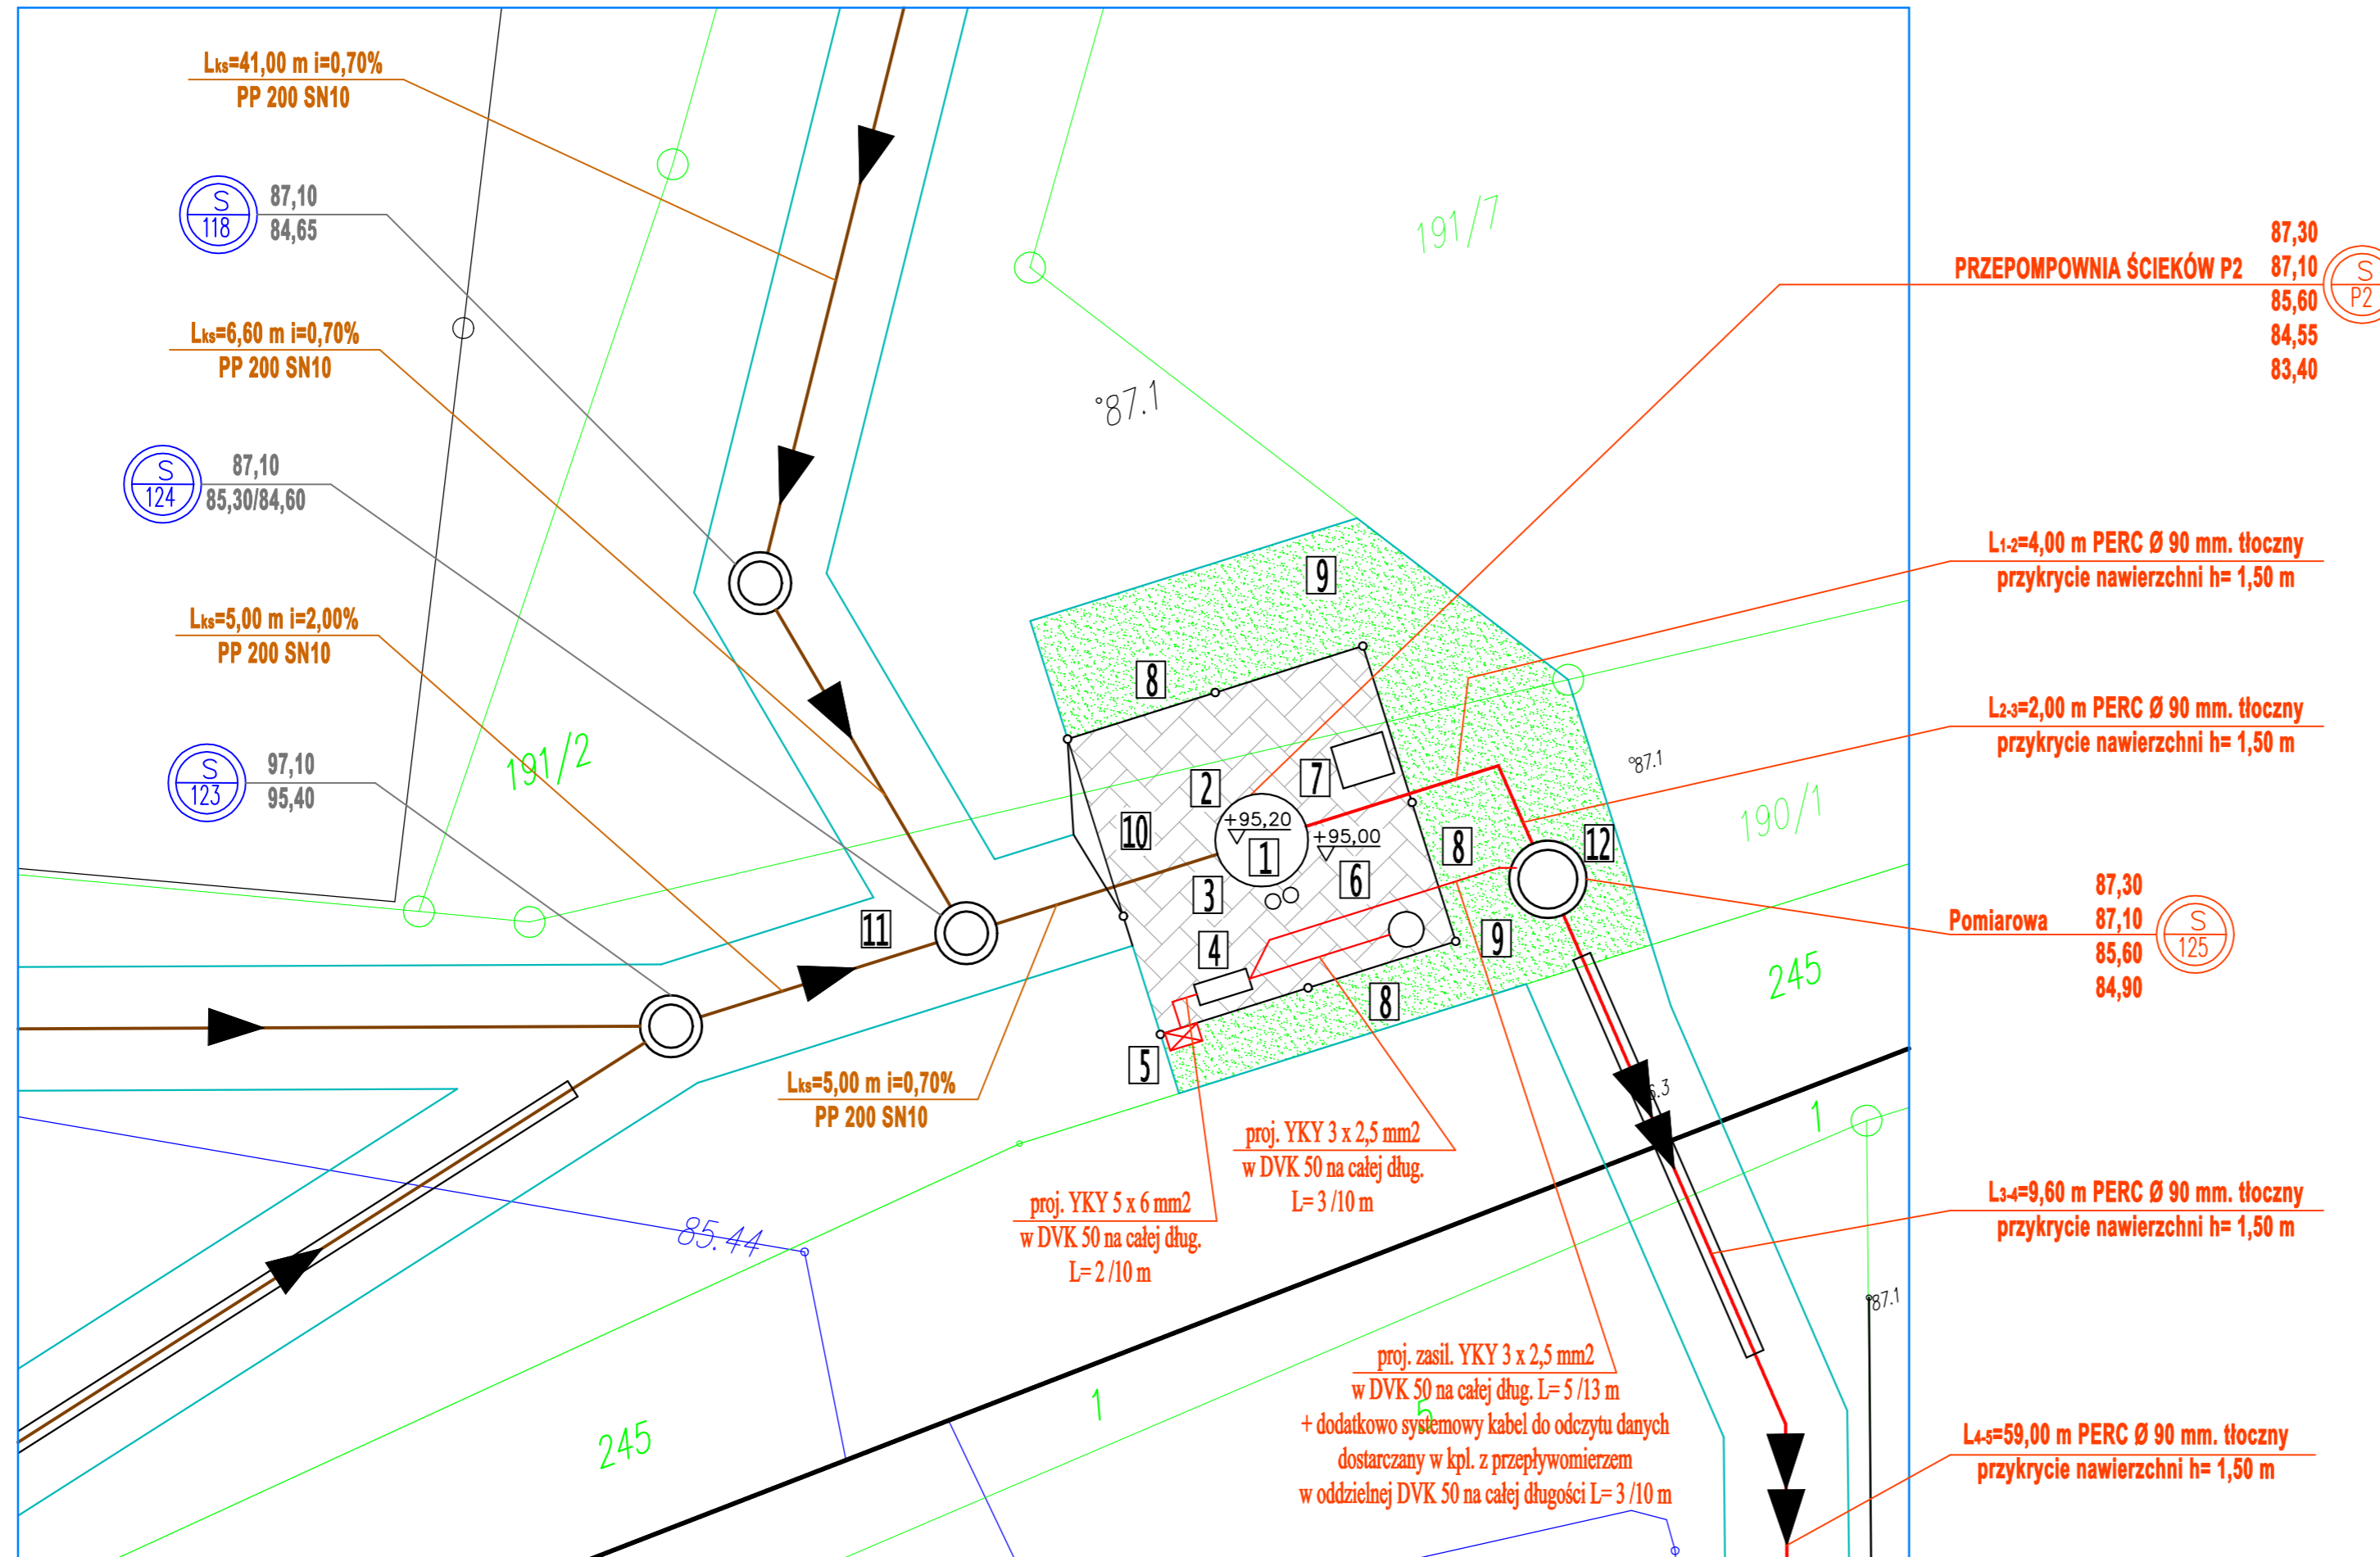 Lks=41,00 m i=0,70%
PP 200 SN10
S
118
87,10
84,65
Lks=6,60 m i=0,70%
PP 200 SN10
S
124
87,10
85,30/84,60
Lks=5,00 m i=2,00%
PP 200 SN10
S
123
97,10
95,40
191/2
191/7
°87.1
PRZEPOMPOWNIA ŚCIEKÓW P2
87,30
87,10
85,60
84,55
83,40
S
P2
L1-2=4,00 m PERC Ø 90 mm. tłoczny
przykrycie nawierzchni h= 1,50 m
L2-3=2,00 m PERC Ø 90 mm. tłoczny
przykrycie nawierzchni h= 1,50 m
9
8
2
7
10
+95,20
1
+95,00
3
6
8
12
4
9
11
5
8
°87.1
190/1
245
Pomiarowa
87,30
87,10
85,60
84,90
S
125
Lks=5,00 m i=0,70%
PP 200 SN10
proj. YKY 3 x 2,5 mm2
w DVK 50 na całej dług.
L= 3 /10 m
proj. YKY 5 x 6 mm2
w DVK 50 na całej dług.
L= 2 /10 m
85.44
1
L3-4=9,60 m PERC Ø 90 mm. tłoczny
przykrycie nawierzchni h= 1,50 m
87.1
proj. zasil. YKY 3 x 2,5 mm2
w DVK 50 na całej dług. L= 5 /13 m
+ dodatkowo systemowy kabel do odczytu danych
dostarczany w kpl. z przepływomierzem
w oddzielnej DVK 50 na całej długości L= 3 /10 m
5
1
245
L4-5=59,00 m PERC Ø 90 mm. tłoczny
przykrycie nawierzchni h= 1,50 m